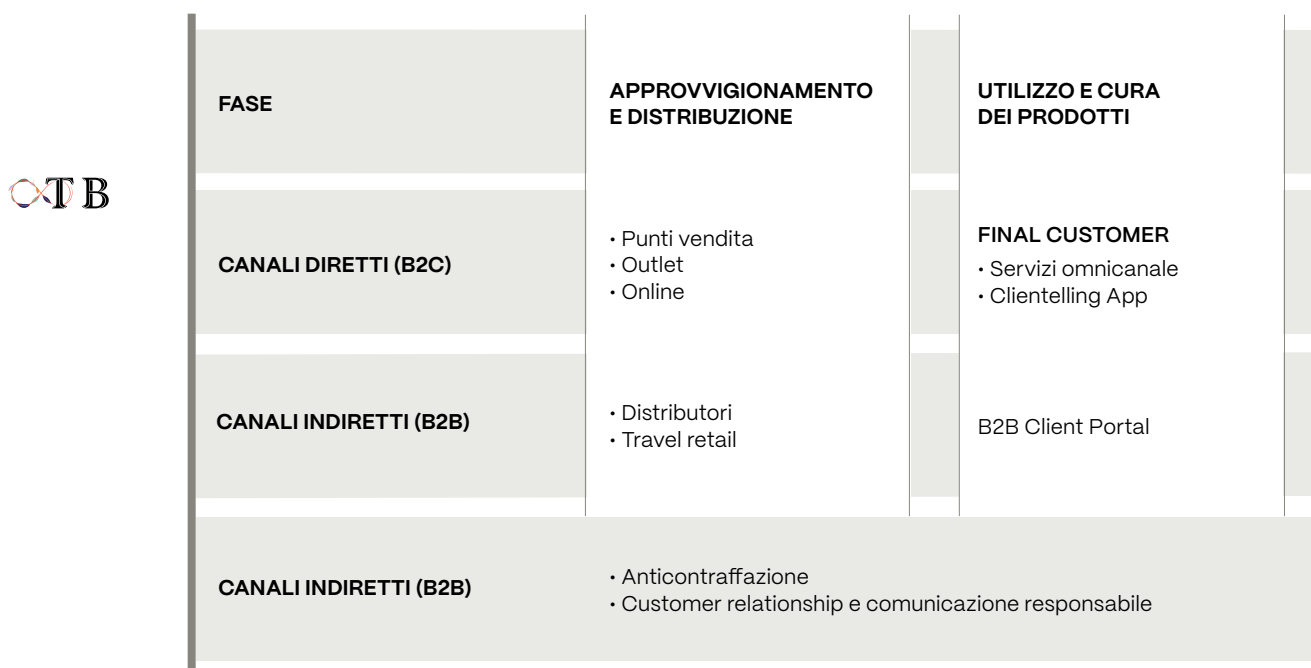 FASE
APPROVVIGIONAMENTO
E DISTRIBUZIONE
UTILIZZO E CURA
DEI PRODOTTI
OTB
CANALI DIRETTI (B2C)
• Punti vendita
• Outlet
• Online
FINAL CUSTOMER
• Servizi omnicanale
• Clientelling App
CANALI INDIRETTI (B2B)
• Distributori
• Travel retail
B2B Client Portal
CANALI INDIRETTI (B2B)
• Anticontraffazione
• Customer relationship e comunicazione responsabile